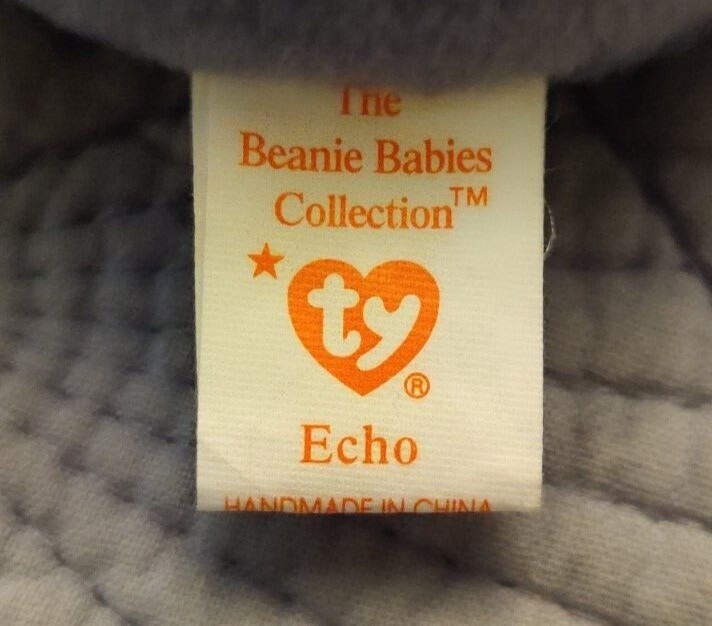 The
Beanie Babies
Collection™
ty
®
Echo
HANDMADE IN CHINA